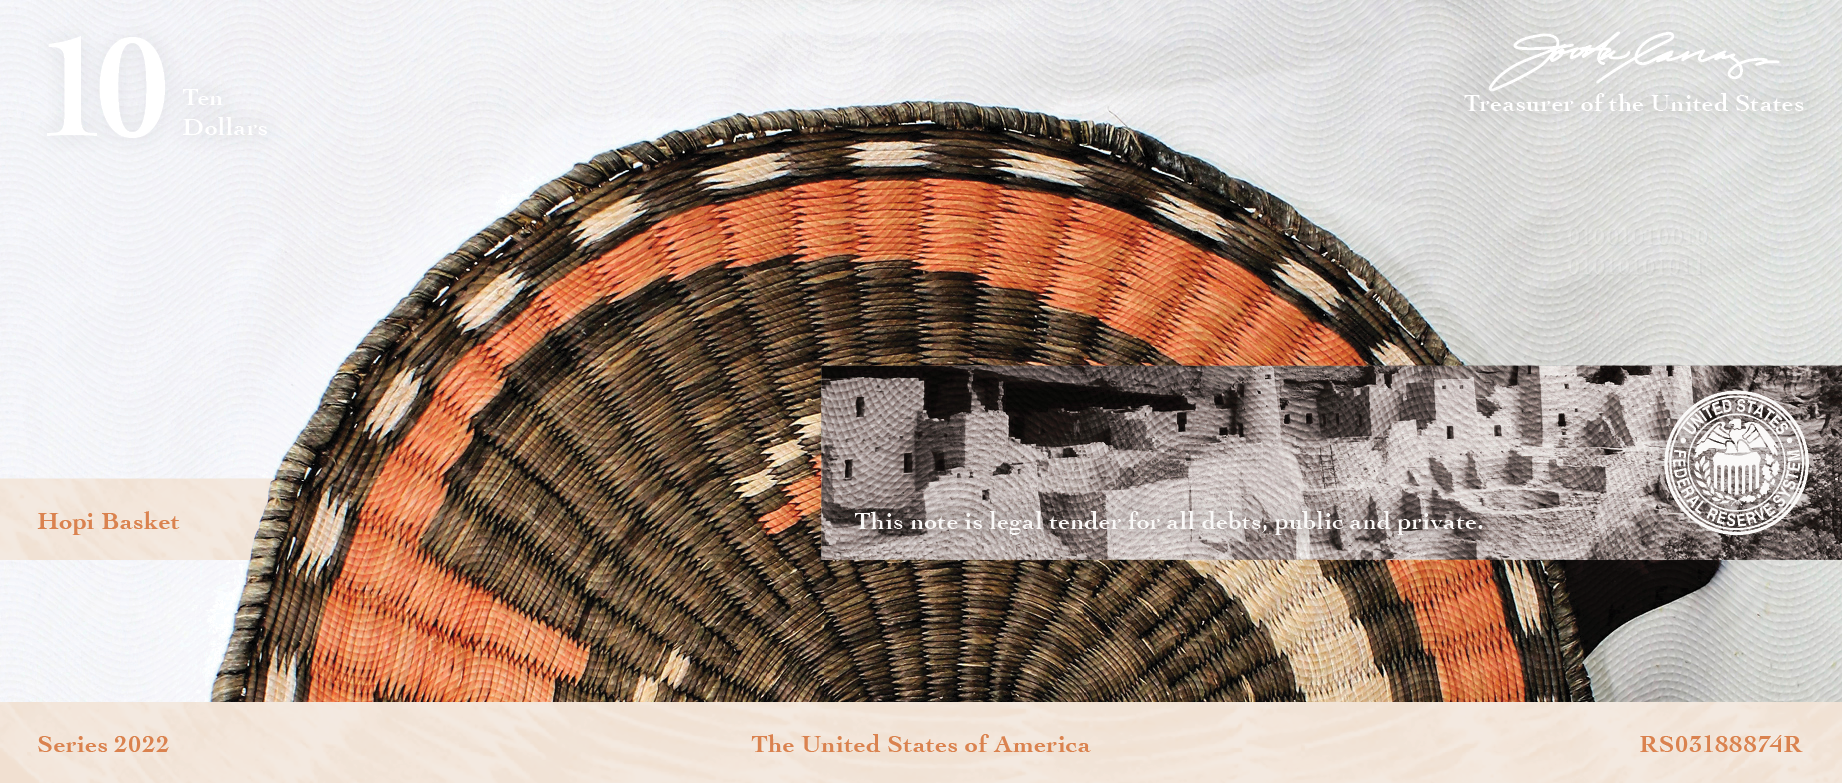 10
Ten
Dollars
Treasurer of the United States
Hopi Basket
This note is legal tender for all debts, public and private.
UNITED STATES
FEDERAL RESERVE SYSTEM
Series 2022
The United States of America
RS03188874R